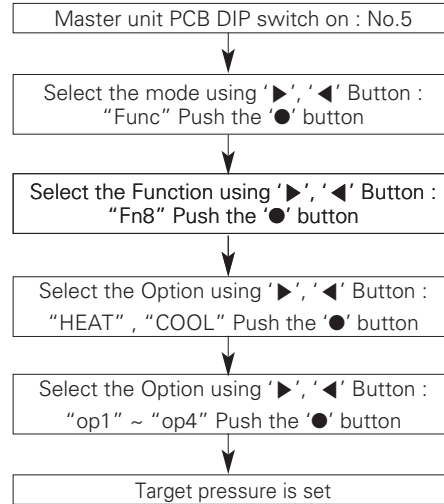 Master unit PCB DIP switch on : No.5
Select the mode using ‘▶’, ‘◀’ Button :
“Func” Push the ‘●’ button
Select the Function using ‘▶’, ‘◀’ Button :
“Fn8” Push the ‘●’ button
Select the Option using ‘▶’, ‘◀’ Button :
“HEAT” , “COOL” Push the ‘●’ button
Select the Option using ‘▶’, ‘◀’ Button :
“op1” ~ “op4” Push the ‘●’ button
Target pressure is set